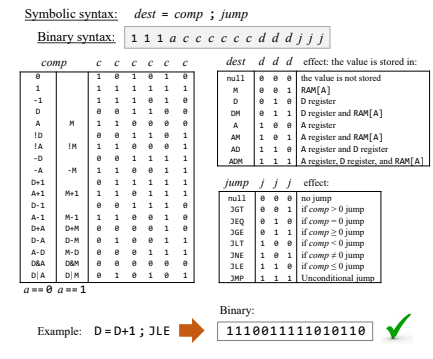 Symbolic syntax: dest = comp ; jump
Binary syntax: 1 1 1 a c c c c c c d d d j j j
comp c c c c c c
0 1 0 1 0 1 0
1 1 1 1 1 1 1
-1 1 1 1 0 1 0
D 0 0 1 1 0 0
A M 1 1 0 0 0 0
!D 0 0 1 1 0 1
!A !M 1 1 0 0 0 1
-D 0 0 1 1 1 1
-A -M 1 1 0 0 1 1
D+1 0 1 1 1 1 1
A+1 M+1 1 1 0 1 1 1
D-1 0 0 1 1 1 0
A-1 M-1 1 1 0 0 1 0
D+A D+M 0 0 0 0 1 0
D-A D-M 0 1 0 0 1 1
A-D M-D 0 0 0 1 1 1
D&A D&M 0 0 0 0 0 0
D|A D|M 0 1 0 1 0 1
a == 0 a == 1
dest d d d effect: the value is stored in:
null 0 0 0 the value is not stored
M 0 0 1 RAM[A]
D 0 1 0 D register
DM 0 1 1 D register and RAM[A]
A 1 0 0 A register
AM 1 0 1 A register and RAM[A]
AD 1 1 0 A register and D register
ADM 1 1 1 A register, D register, and RAM[A]
jump j j j effect:
null 0 0 0 no jump
JGT 0 0 1 if comp > 0 jump
JEQ 0 1 0 if comp = 0 jump
JGE 0 1 1 if comp ≥ 0 jump
JLT 1 0 0 if comp < 0 jump
JNE 1 0 1 if comp ≠ 0 jump
JLE 1 1 0 if comp ≤ 0 jump
JMP 1 1 1 Unconditional jump
Binary:
Example: D=D+1 ; JLE 1110011111010110